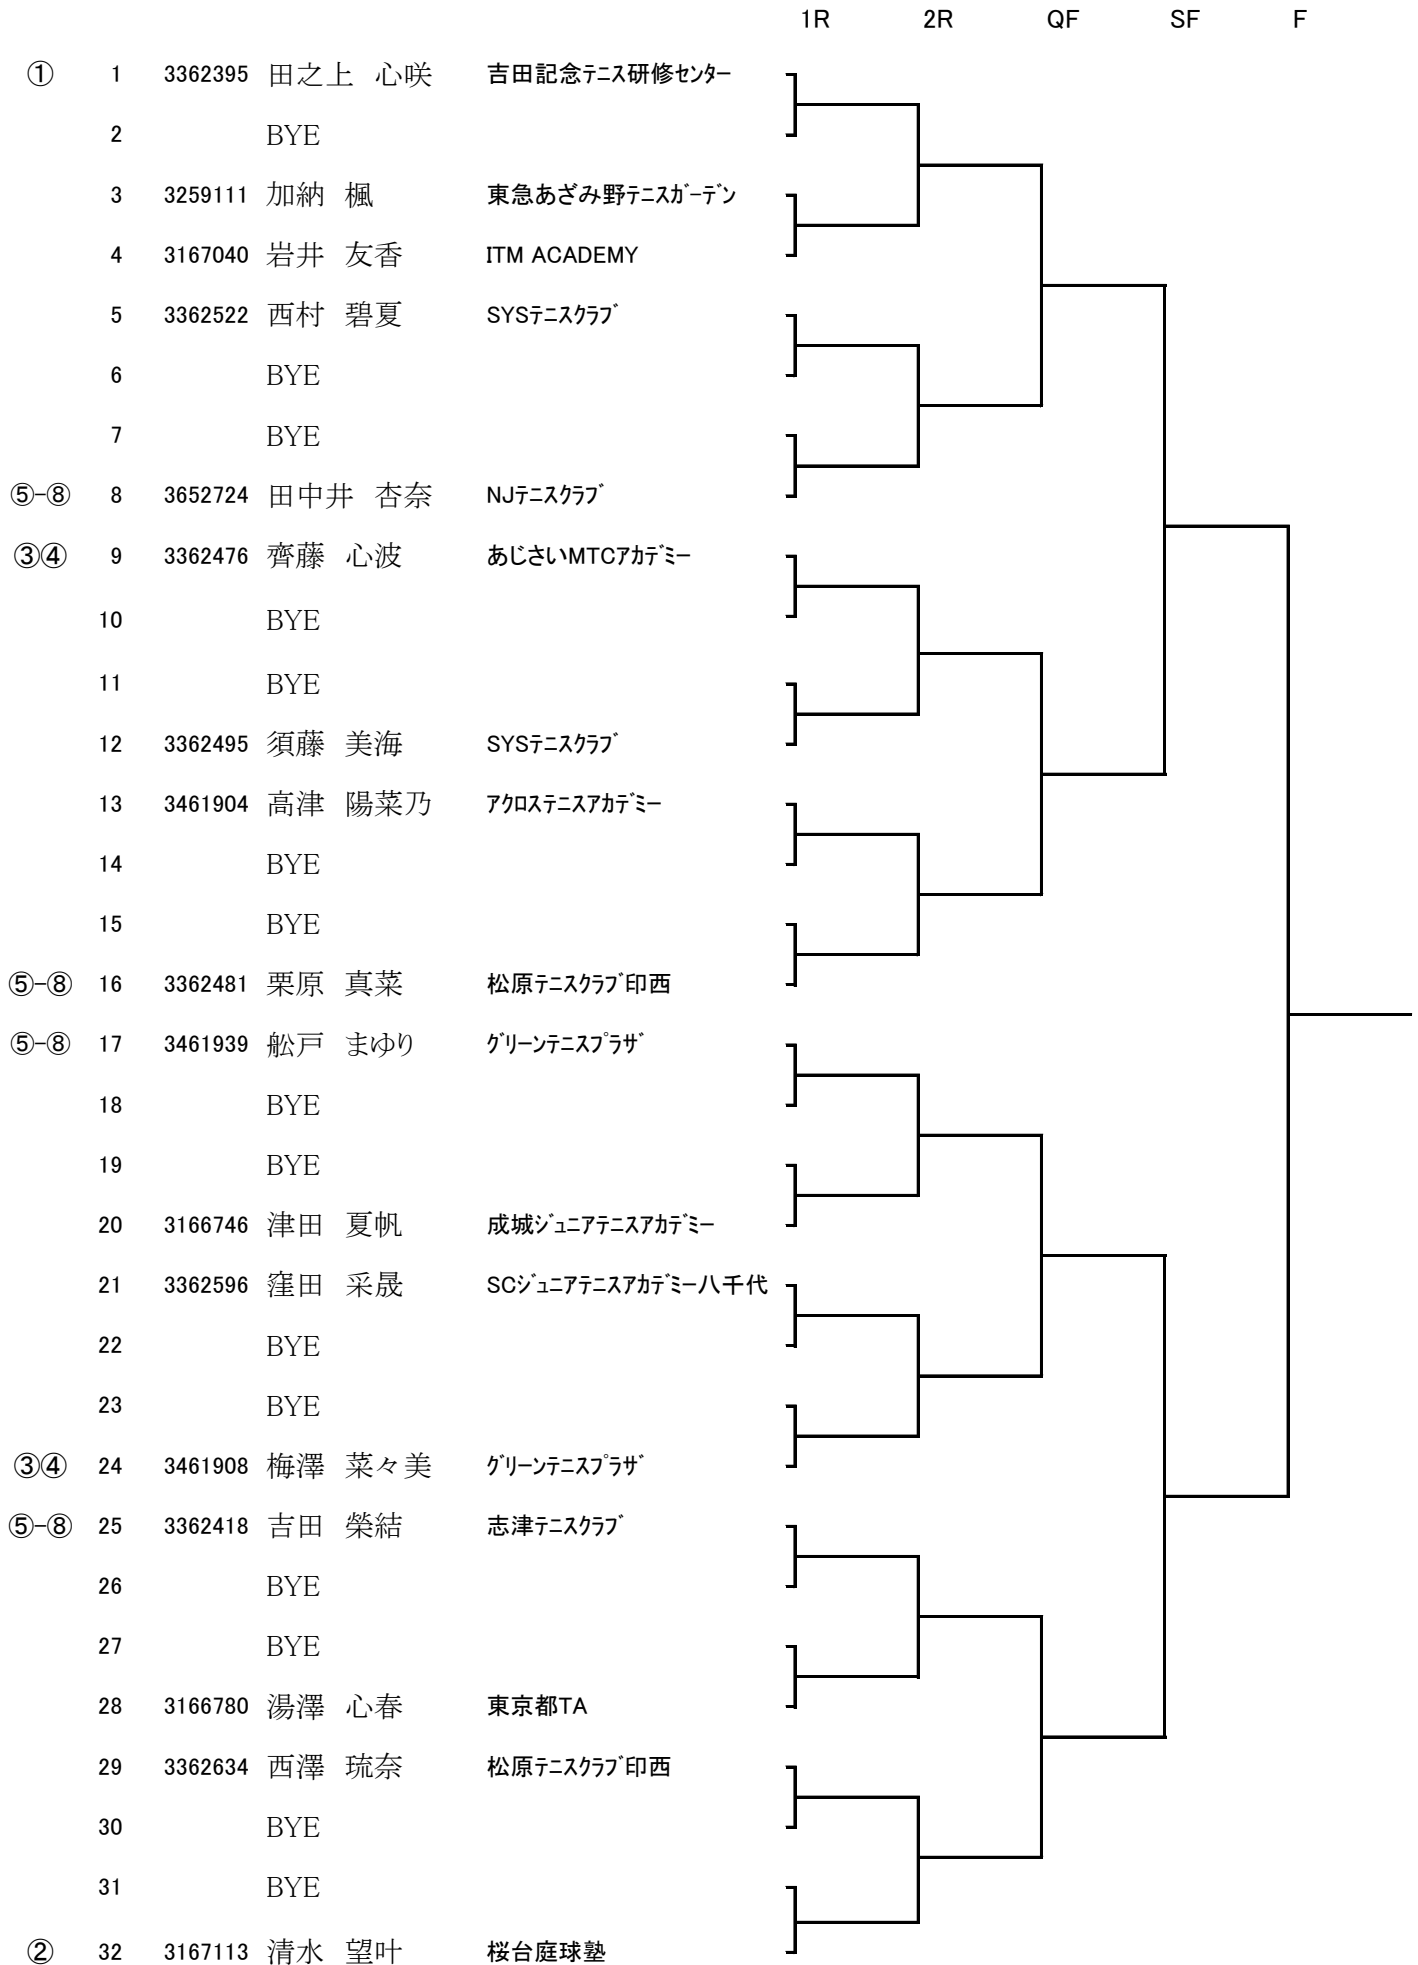 1R 2R QF SF F
① 1 3362395 田之上 心咲 吉田記念ﾃﾆｽ研修ｾﾝﾀｰ
2 BYE
3 3259111 加納 楓 東急あざみ野ﾃﾆｽｶﾞｰﾃﾞﾝ
4 3167040 岩井 友香 ITM ACADEMY
5 3362522 西村 碧夏 SYSﾃﾆｽｸﾗﾌﾞ
6 BYE
7 BYE
⑤-⑧ 8 3652724 田中井 杏奈 NJﾃﾆｽｸﾗﾌﾞ
③④ 9 3362476 齊藤 心波 あじさいMTCｱｶﾃﾞﾐｰ
10 BYE
11 BYE
12 3362495 須藤 美海 SYSﾃﾆｽｸﾗﾌﾞ
13 3461904 高津 陽菜乃 ｱｸﾛｽﾃﾆｽｱｶﾃﾞﾐｰ
14 BYE
15 BYE
⑤-⑧ 16 3362481 栗原 真菜 松原ﾃﾆｽｸﾗﾌﾞ印西
⑤-⑧ 17 3461939 舩戸 まゆり ｸﾞﾘｰﾝﾃﾆｽﾌﾟﾗｻﾞ
18 BYE
19 BYE
20 3166746 津田 夏帆 成城ｼﾞｭﾆｱﾃﾆｽｱｶﾃﾞﾐｰ
21 3362596 窪田 采晟 SCｼﾞｭﾆｱﾃﾆｽｱｶﾃﾞﾐｰ八千代
22 BYE
23 BYE
③④ 24 3461908 梅澤 菜々美 ｸﾞﾘｰﾝﾃﾆｽﾌﾟﾗｻﾞ
⑤-⑧ 25 3362418 吉田 榮結 志津ﾃﾆｽｸﾗﾌﾞ
26 BYE
27 BYE
28 3166780 湯澤 心春 東京都TA
29 3362634 西澤 琉奈 松原ﾃﾆｽｸﾗﾌﾞ印西
30 BYE
31 BYE
② 32 3167113 清水 望叶 桜台庭球塾